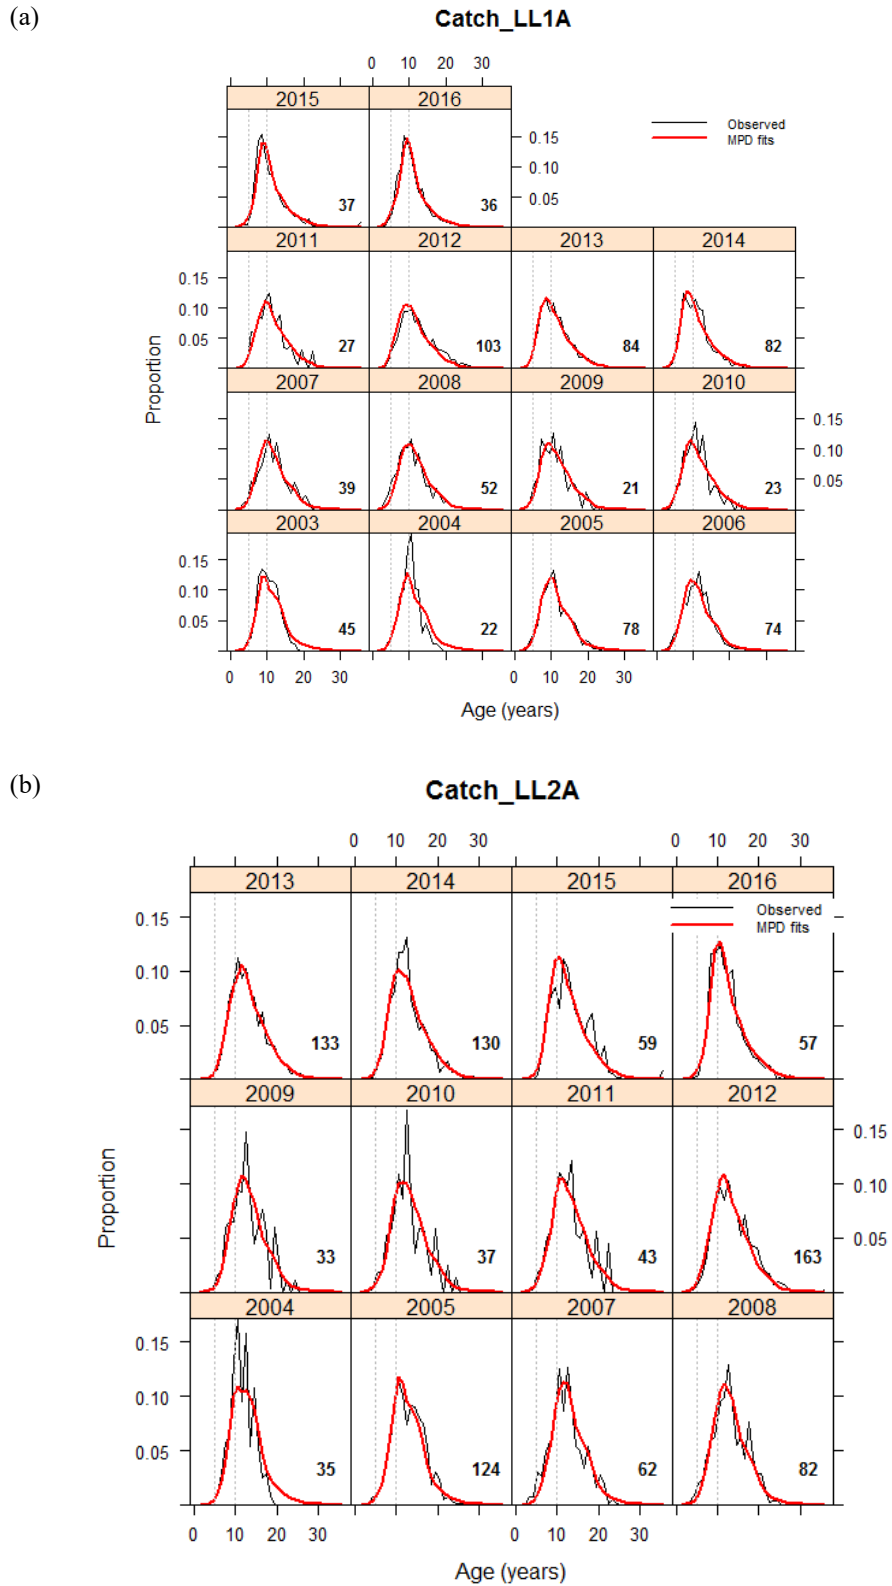 (a)
Catch_LL1A
0 10 20 30
2015 2016
Observed
MPD fits
0.15
0.10
0.05
37 36
2011 2012 2013 2014
0.15
0.10
0.05
27 103 84 82
2007 2008 2009 2010
0.15
0.10
0.05
39 52 21 23
2003 2004 2005 2006
0.15
0.10
0.05
45 22 78 74
0 10 20 30 0 10 20 30
Proportion
Age (years)
(b)
Catch_LL2A
0 10 20 30 0 10 20 30
2013 2014 2015 2016
Observed
MPD fits
0.15
0.10
0.05
133 130 59 57
2009 2010 2011 2012
0.15
0.10
0.05
33 37 43 163
2004 2005 2007 2008
0.15
0.10
0.05
35 124 62 82
0 10 20 30 0 10 20 30
Proportion
Age (years)